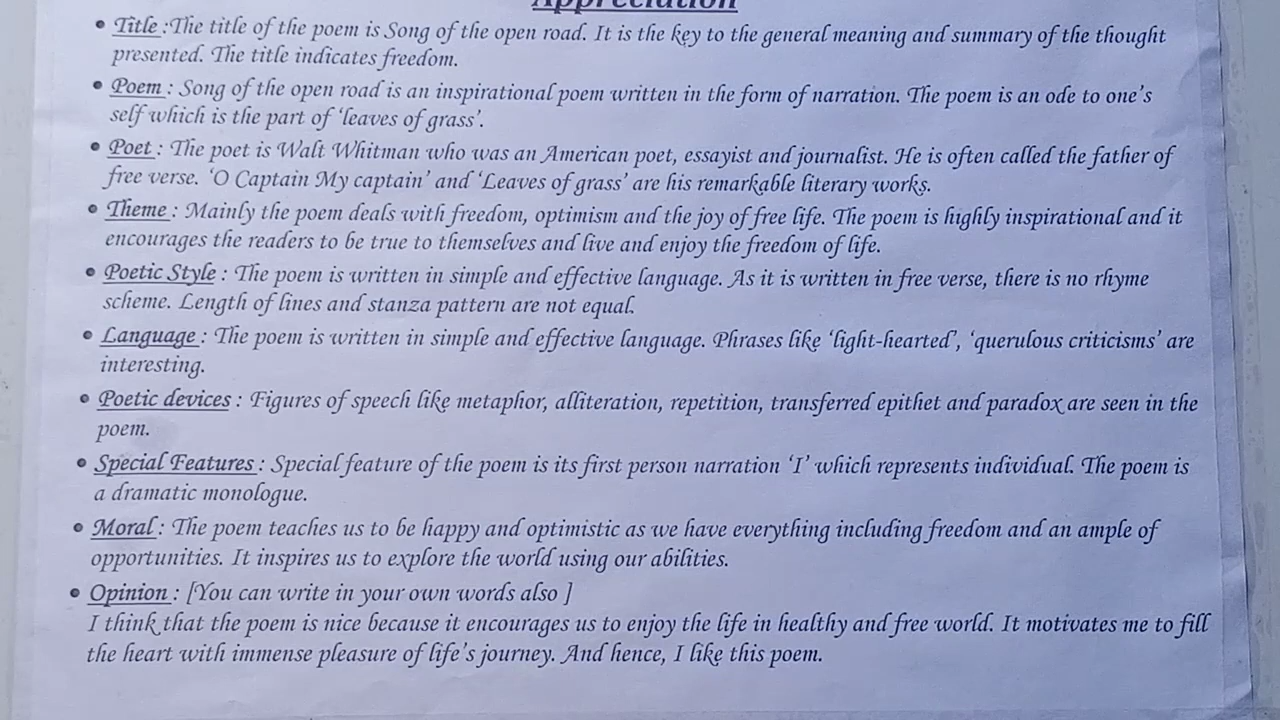 Appreciation
• Title :The title of the poem is Song of the open road. It is the key to the general meaning and summary of the thought
presented. The title indicates freedom.
• Poem : Song of the open road is an inspirational poem written in the form of narration. The poem is an ode to one's
self which is the part of 'leaves of grass'.
• Poet : The poet is Walt Whitman who was an American poet, essayist and journalist. He is often called the father of
free verse. 'O Captain My captain' and 'Leaves of grass' are his remarkable literary works.
• Theme : Mainly the poem deals with freedom, optimism and the joy of free life. The poem is highly inspirational and it
encourages the readers to be true to themselves and live and enjoy the freedom of life.
• Poetic Style : The poem is written in simple and effective language. As it is written in free verse, there is no rhyme
scheme. Length of lines and stanza pattern are not equal.
• Language : The poem is written in simple and effective language. Phrases like 'light-hearted', 'querulous criticisms' are
interesting.
• Poetic devices : Figures of speech like metaphor, alliteration, repetition, transferred epithet and paradox are seen in the
poem.
• Special Features : Special feature of the poem is its first person narration 'I' which represents individual. The poem is
a dramatic monologue.
• Moral : The poem teaches us to be happy and optimistic as we have everything including freedom and an ample of
opportunities. It inspires us to explore the world using our abilities.
• Opinion : [You can write in your own words also ]
I think that the poem is nice because it encourages us to enjoy the life in healthy and free world. It motivates me to fill
the heart with immense pleasure of life's journey. And hence, I like this poem.